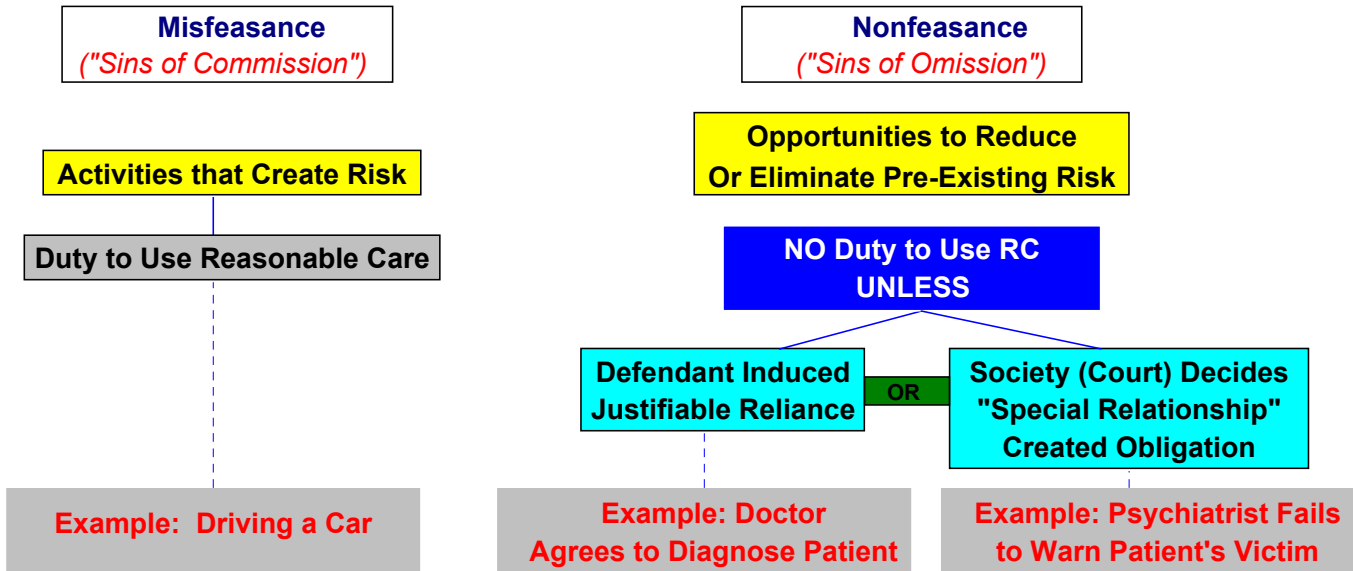 Misfeasance
("Sins of Commission")
Activities that Create Risk
Duty to Use Reasonable Care
Example: Driving a Car
Nonfeasance
("Sins of Omission")
Opportunities to Reduce
Or Eliminate Pre-Existing Risk
NO Duty to Use RC
UNLESS
Defendant Induced
Justifiable Reliance
OR
Society (Court) Decides
"Special Relationship"
Created Obligation
Example: Doctor
Agrees to Diagnose Patient
Example: Psychiatrist Fails
to Warn Patient's Victim